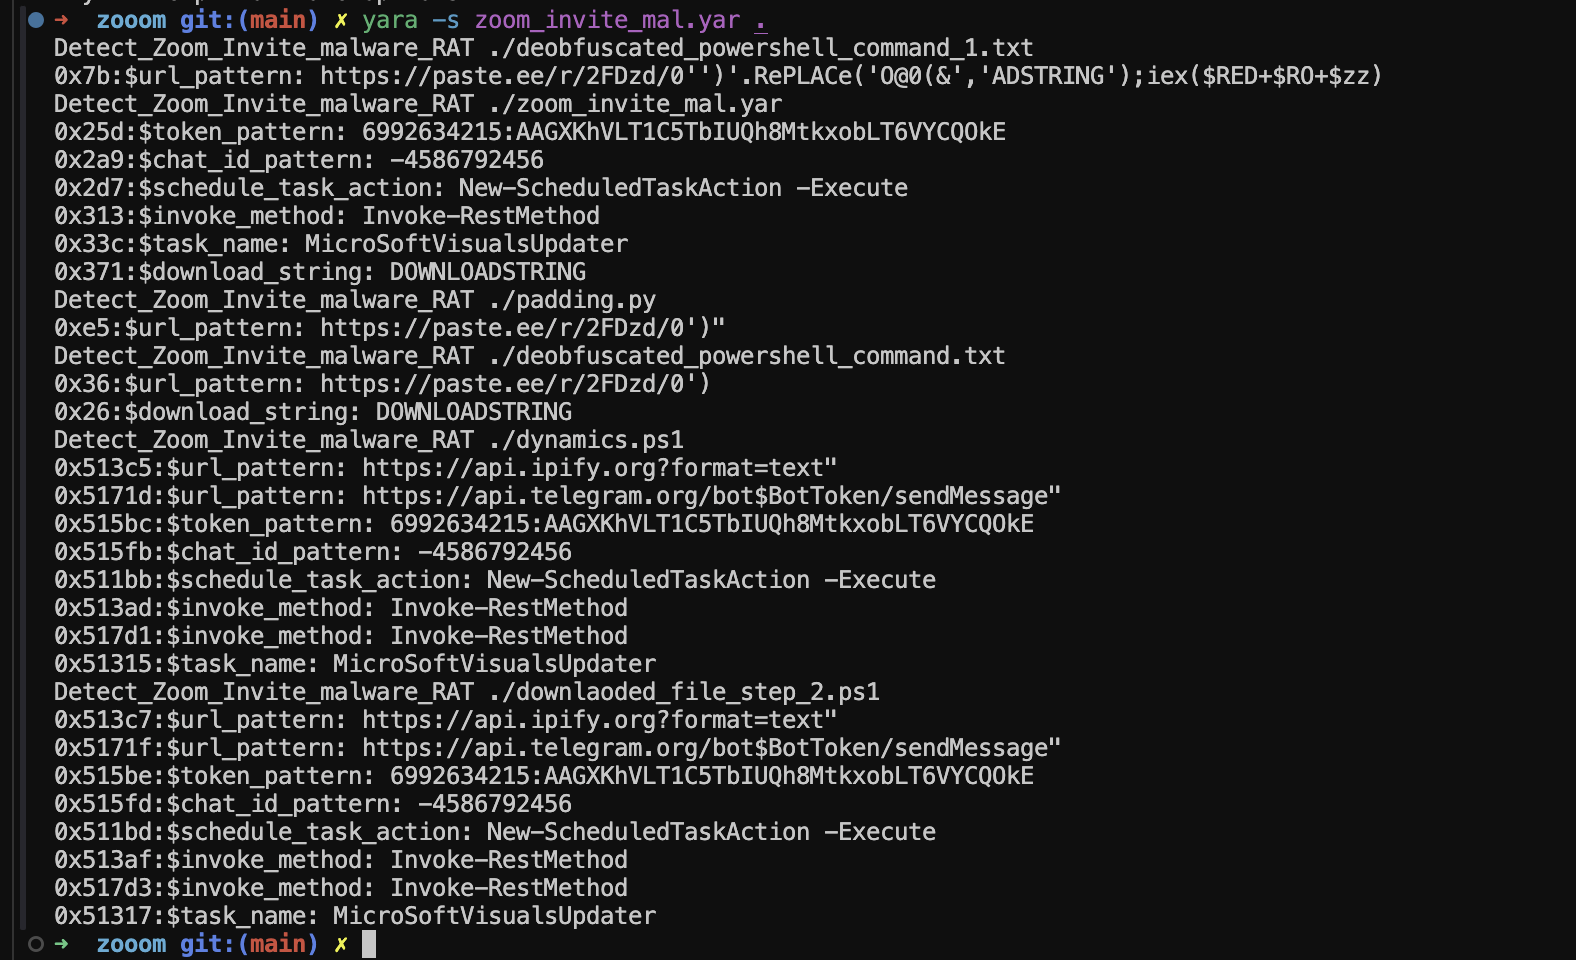 ➜ zooom git:(main) ✗ yara -s zoom_invite_mal.yar .
Detect_Zoom_Invite_malware_RAT ./deobfuscated_powershell_command_1.txt
0x7b:$url_pattern: https://paste.ee/r/2FDzd/0'')'.RePLACe('O@0(&','ADSTRING');iex($RED+$RO+$zz)
Detect_Zoom_Invite_malware_RAT ./zoom_invite_mal.yar
0x25d:$token_pattern: 6992634215:AAGXKhVLT1C5TbIUQh8MtkxobLT6VYCQOkE
0x2a9:$chat_id_pattern: -4586792456
0x2d7:$schedule_task_action: New-ScheduledTaskAction -Execute
0x313:$invoke_method: Invoke-RestMethod
0x33c:$task_name: MicroSoftVisualsUpdater
0x371:$download_string: DOWNLOADSTRING
Detect_Zoom_Invite_malware_RAT ./padding.py
0xe5:$url_pattern: https://paste.ee/r/2FDzd/0')"
Detect_Zoom_Invite_malware_RAT ./deobfuscated_powershell_command.txt
0x36:$url_pattern: https://paste.ee/r/2FDzd/0')
0x26:$download_string: DOWNLOADSTRING
Detect_Zoom_Invite_malware_RAT ./dynamics.ps1
0x513c5:$url_pattern: https://api.ipify.org?format=text"
0x5171d:$url_pattern: https://api.telegram.org/bot$BotToken/sendMessage"
0x515bc:$token_pattern: 6992634215:AAGXKhVLT1C5TbIUQh8MtkxobLT6VYCQOkE
0x515fb:$chat_id_pattern: -4586792456
0x511bb:$schedule_task_action: New-ScheduledTaskAction -Execute
0x513ad:$invoke_method: Invoke-RestMethod
0x517d1:$invoke_method: Invoke-RestMethod
0x51315:$task_name: MicroSoftVisualsUpdater
Detect_Zoom_Invite_malware_RAT ./downlaoded_file_step_2.ps1
0x513c7:$url_pattern: https://api.ipify.org?format=text"
0x5171f:$url_pattern: https://api.telegram.org/bot$BotToken/sendMessage"
0x515be:$token_pattern: 6992634215:AAGXKhVLT1C5TbIUQh8MtkxobLT6VYCQOkE
0x515fd:$chat_id_pattern: -4586792456
0x511bd:$schedule_task_action: New-ScheduledTaskAction -Execute
0x513af:$invoke_method: Invoke-RestMethod
0x517d3:$invoke_method: Invoke-RestMethod
0x51317:$task_name: MicroSoftVisualsUpdater
➜ zooom git:(main) ✗